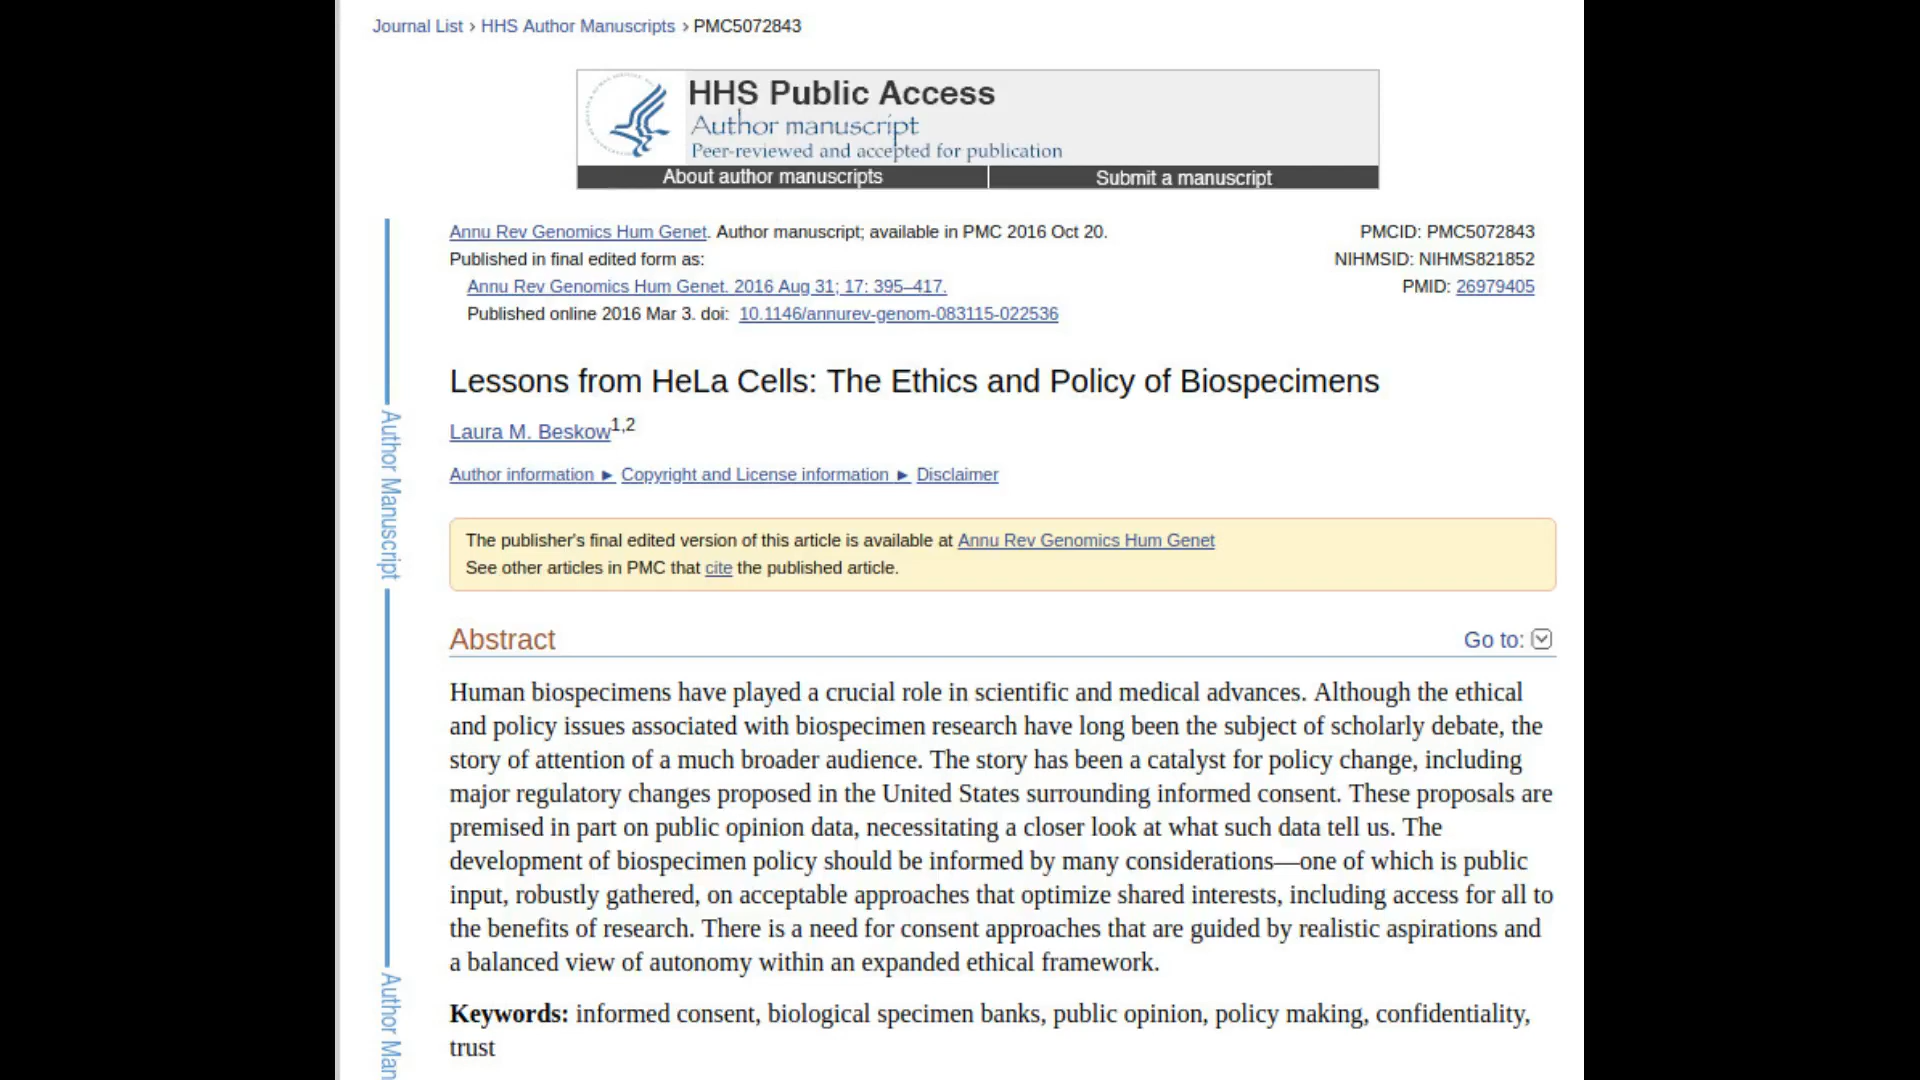 Journal List › HHS Author Manuscripts › PMC5072843
HHS Public Access
Author manuscript
Peer-reviewed and accepted for publication
About author manuscripts
Submit a manuscript
Annu Rev Genomics Hum Genet. Author manuscript; available in PMC 2016 Oct 20.
Published in final edited form as:
Annu Rev Genomics Hum Genet. 2016 Aug 31; 17: 395–417.
Published online 2016 Mar 3. doi: 10.1146/annurev-genom-083115-022536
PMCID: PMC5072843
NIHMSID: NIHMS821852
PMID: 26979405
Lessons from HeLa Cells: The Ethics and Policy of Biospecimens
Laura M. Beskow1,2
Author information ► Copyright and License information ► Disclaimer
The publisher's final edited version of this article is available at Annu Rev Genomics Hum Genet
See other articles in PMC that cite the published article.
Abstract
Go to:
Human biospecimens have played a crucial role in scientific and medical advances. Although the ethical
and policy issues associated with biospecimen research have long been the subject of scholarly debate, the
story of attention of a much broader audience. The story has been a catalyst for policy change, including
major regulatory changes proposed in the United States surrounding informed consent. These proposals are
premised in part on public opinion data, necessitating a closer look at what such data tell us. The
development of biospecimen policy should be informed by many considerations—one of which is public
input, robustly gathered, on acceptable approaches that optimize shared interests, including access for all to
the benefits of research. There is a need for consent approaches that are guided by realistic aspirations and
a balanced view of autonomy within an expanded ethical framework.
Keywords: informed consent, biological specimen banks, public opinion, policy making, confidentiality,
trust
Author Manuscript
Author Man